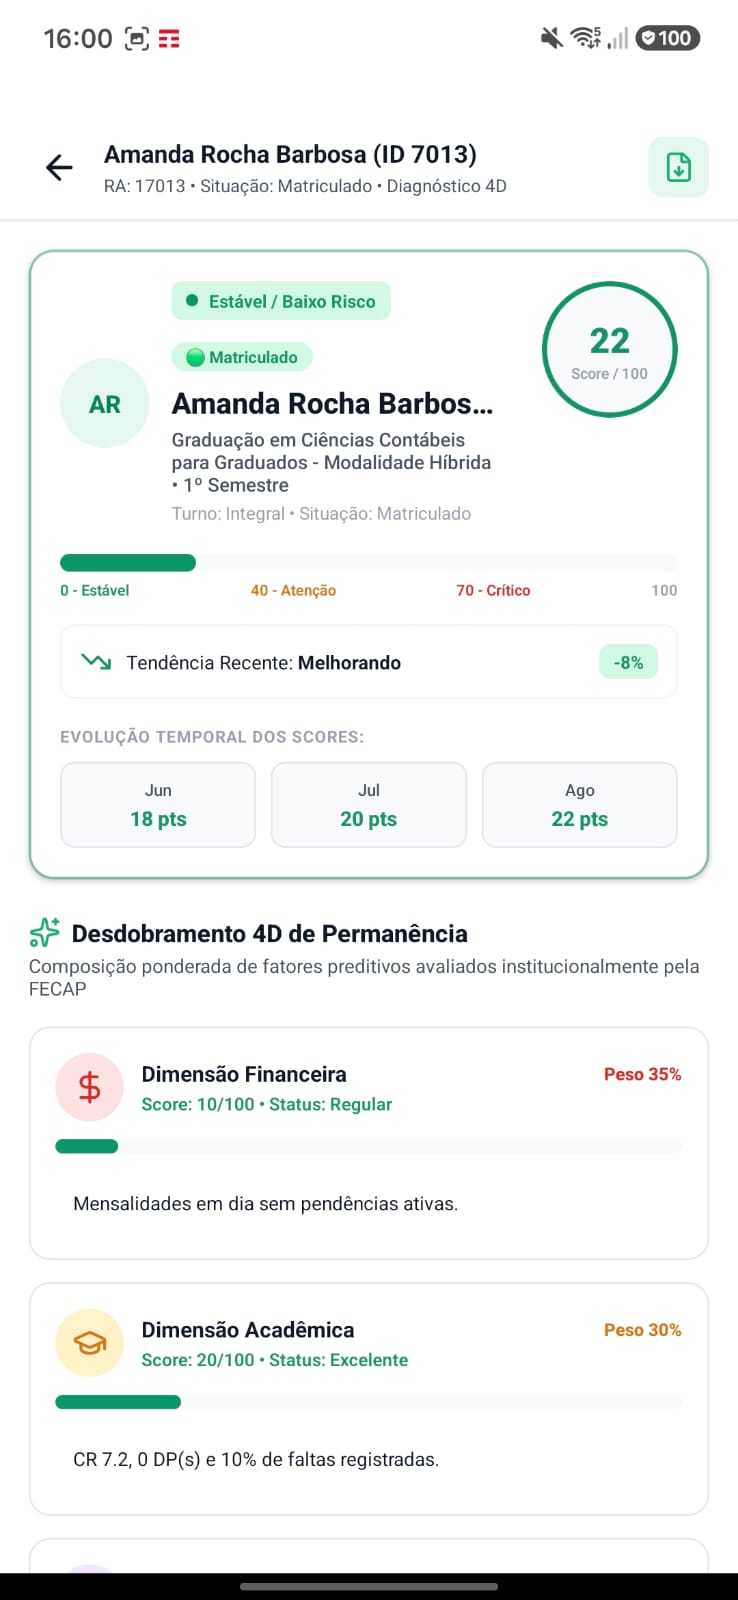 16:00
5
100
Amanda Rocha Barbosa (ID 7013)
RA: 17013 • Situação: Matriculado • Diagnóstico 4D
Estável / Baixo Risco
22
Score / 100
Matriculado
AR
Amanda Rocha Barbos...
Graduação em Ciências Contábeis
para Graduados - Modalidade Híbrida
• 1º Semestre
Turno: Integral • Situação: Matriculado
0 - Estável 40 - Atenção 70 - Crítico 100
Tendência Recente: Melhorando -8%
EVOLUÇÃO TEMPORAL DOS SCORES:
Jun Jul Ago
18 pts 20 pts 22 pts
Desdobramento 4D de Permanência
Composição ponderada de fatores preditivos avaliados institucionalmente pela
FECAP
Dimensão Financeira Peso 35%
Score: 10/100 • Status: Regular
Mensalidades em dia sem pendências ativas.
Dimensão Acadêmica Peso 30%
Score: 20/100 • Status: Excelente
CR 7.2, 0 DP(s) e 10% de faltas registradas.